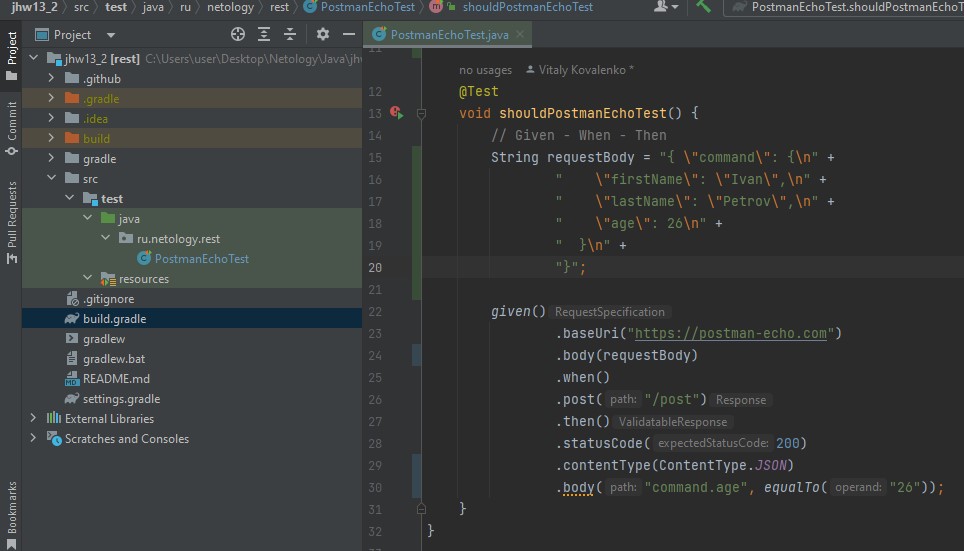 jhw13_2 src test java ru netology rest PostmanEchoTest shouldPostmanEchoTest PostmanEchoTest.shouldPostmanEchoT
Project
Commit
Pull Requests
Bookmarks
Project
jhw13_2 [rest] C:\Users\user\Desktop\Netology\Java\jhw
.github
.gradle
.idea
build
gradle
src
test
java
ru.netology.rest
PostmanEchoTest
resources
.gitignore
build.gradle
gradlew
gradlew.bat
README.md
settings.gradle
External Libraries
Scratches and Consoles
PostmanEchoTest.java
11
no usages Vitaly Kovalenko *
12 @Test
13 void shouldPostmanEchoTest() {
14 // Given - When - Then
15 String requestBody = "{ \"command\": {\n" +
16 "    \"firstName\": \"Ivan\",\n" +
17 "    \"lastName\": \"Petrov\",\n" +
18 "    \"age\": 26\n" +
19 "  }\n" +
20 "}";
21
22 given() RequestSpecification
23 .baseUri("https://postman-echo.com")
24 .body(requestBody)
25 .when()
26 .post( path: "/post") Response
27 .then() ValidatableResponse
28 .statusCode( expectedStatusCode: 200)
29 .contentType(ContentType.JSON)
30 .body( path: "command.age", equalTo( operand: "26"));
31 }
32 }